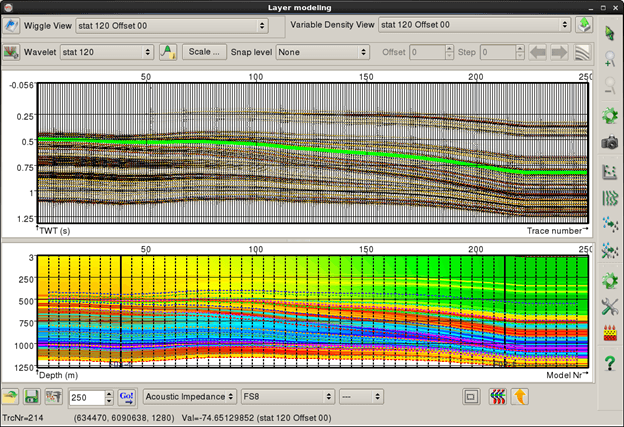 Layer modeling
Wiggle View stat 120 Offset 00 Variable Density View stat 120 Offset 00
Wavelet stat 120 Scale ... Snap level None Offset 0 Step 0
50 100 150 200 250
-0.056
0.25
0.5
0.75
1
1.25
TWT (s) Trace number
50 100 150 200 250
3
250
500
750
1000
1250
Depth (m) Model Nr
250 Go! Acoustic Impedance FS8 ---
TrcNr=214 (634470, 6090638, 1280) Val=-74.65129852 (stat 120 Offset 00)